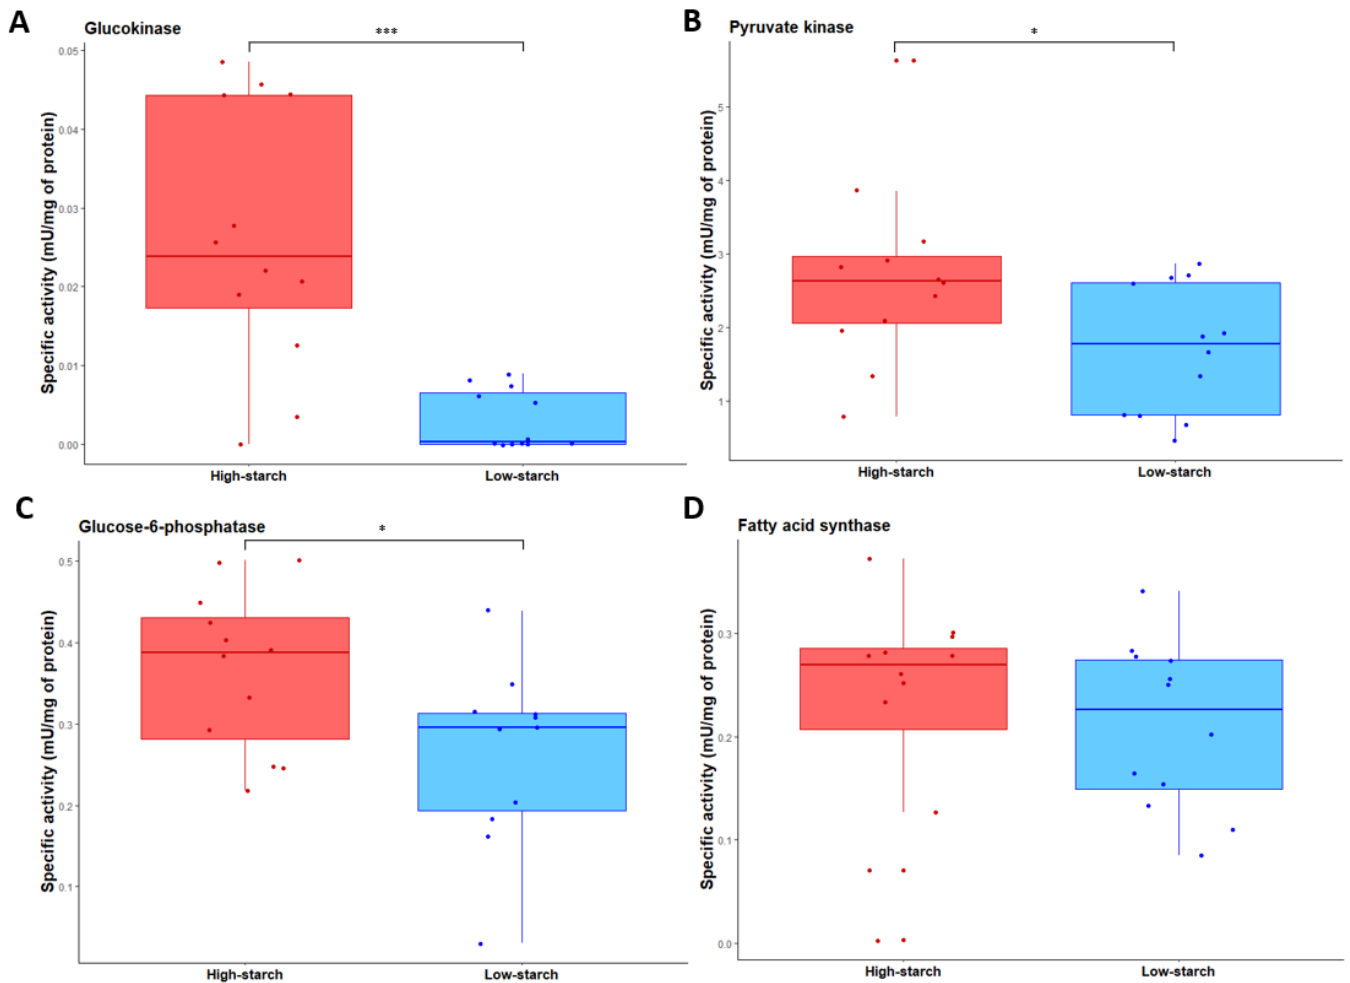 A
Glucokinase
***
Specific activity (mU/mg of protein)
0.05
0.04
0.03
0.02
0.01
0.00
High-starch
Low-starch
B
Pyruvate kinase
*
Specific activity (mU/mg of protein)
5
4
3
2
1
High-starch
Low-starch
C
Glucose-6-phosphatase
*
Specific activity (mU/mg of protein)
0.5
0.4
0.3
0.2
0.1
High-starch
Low-starch
D
Fatty acid synthase
Specific activity (mU/mg of protein)
0.3
0.2
0.1
0.0
High-starch
Low-starch